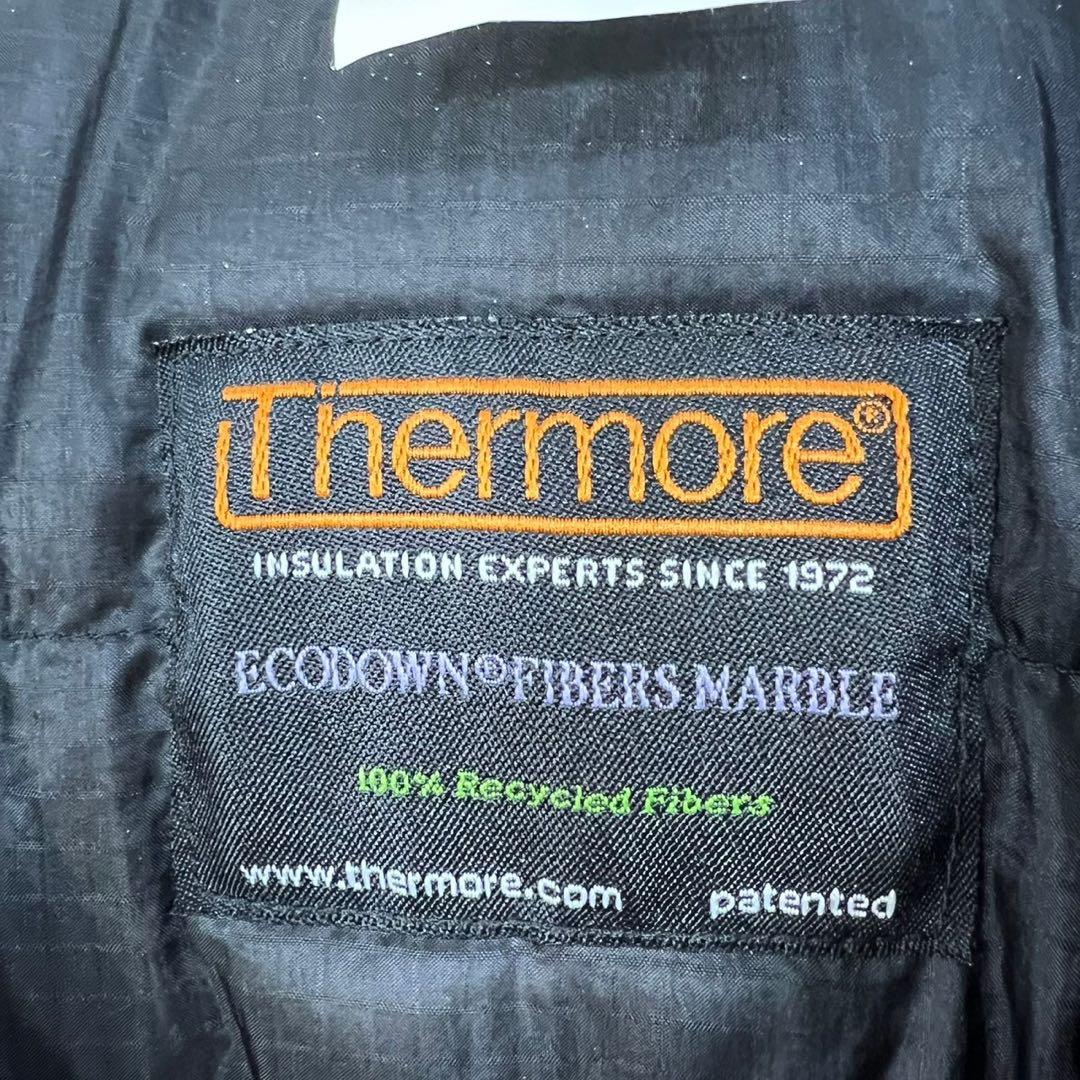 Thermore®
INSULATION EXPERTS SINCE 1972
ECODOWN®FIBERS MARBLE
100% Recycled Fibers
www.thermore.com patented